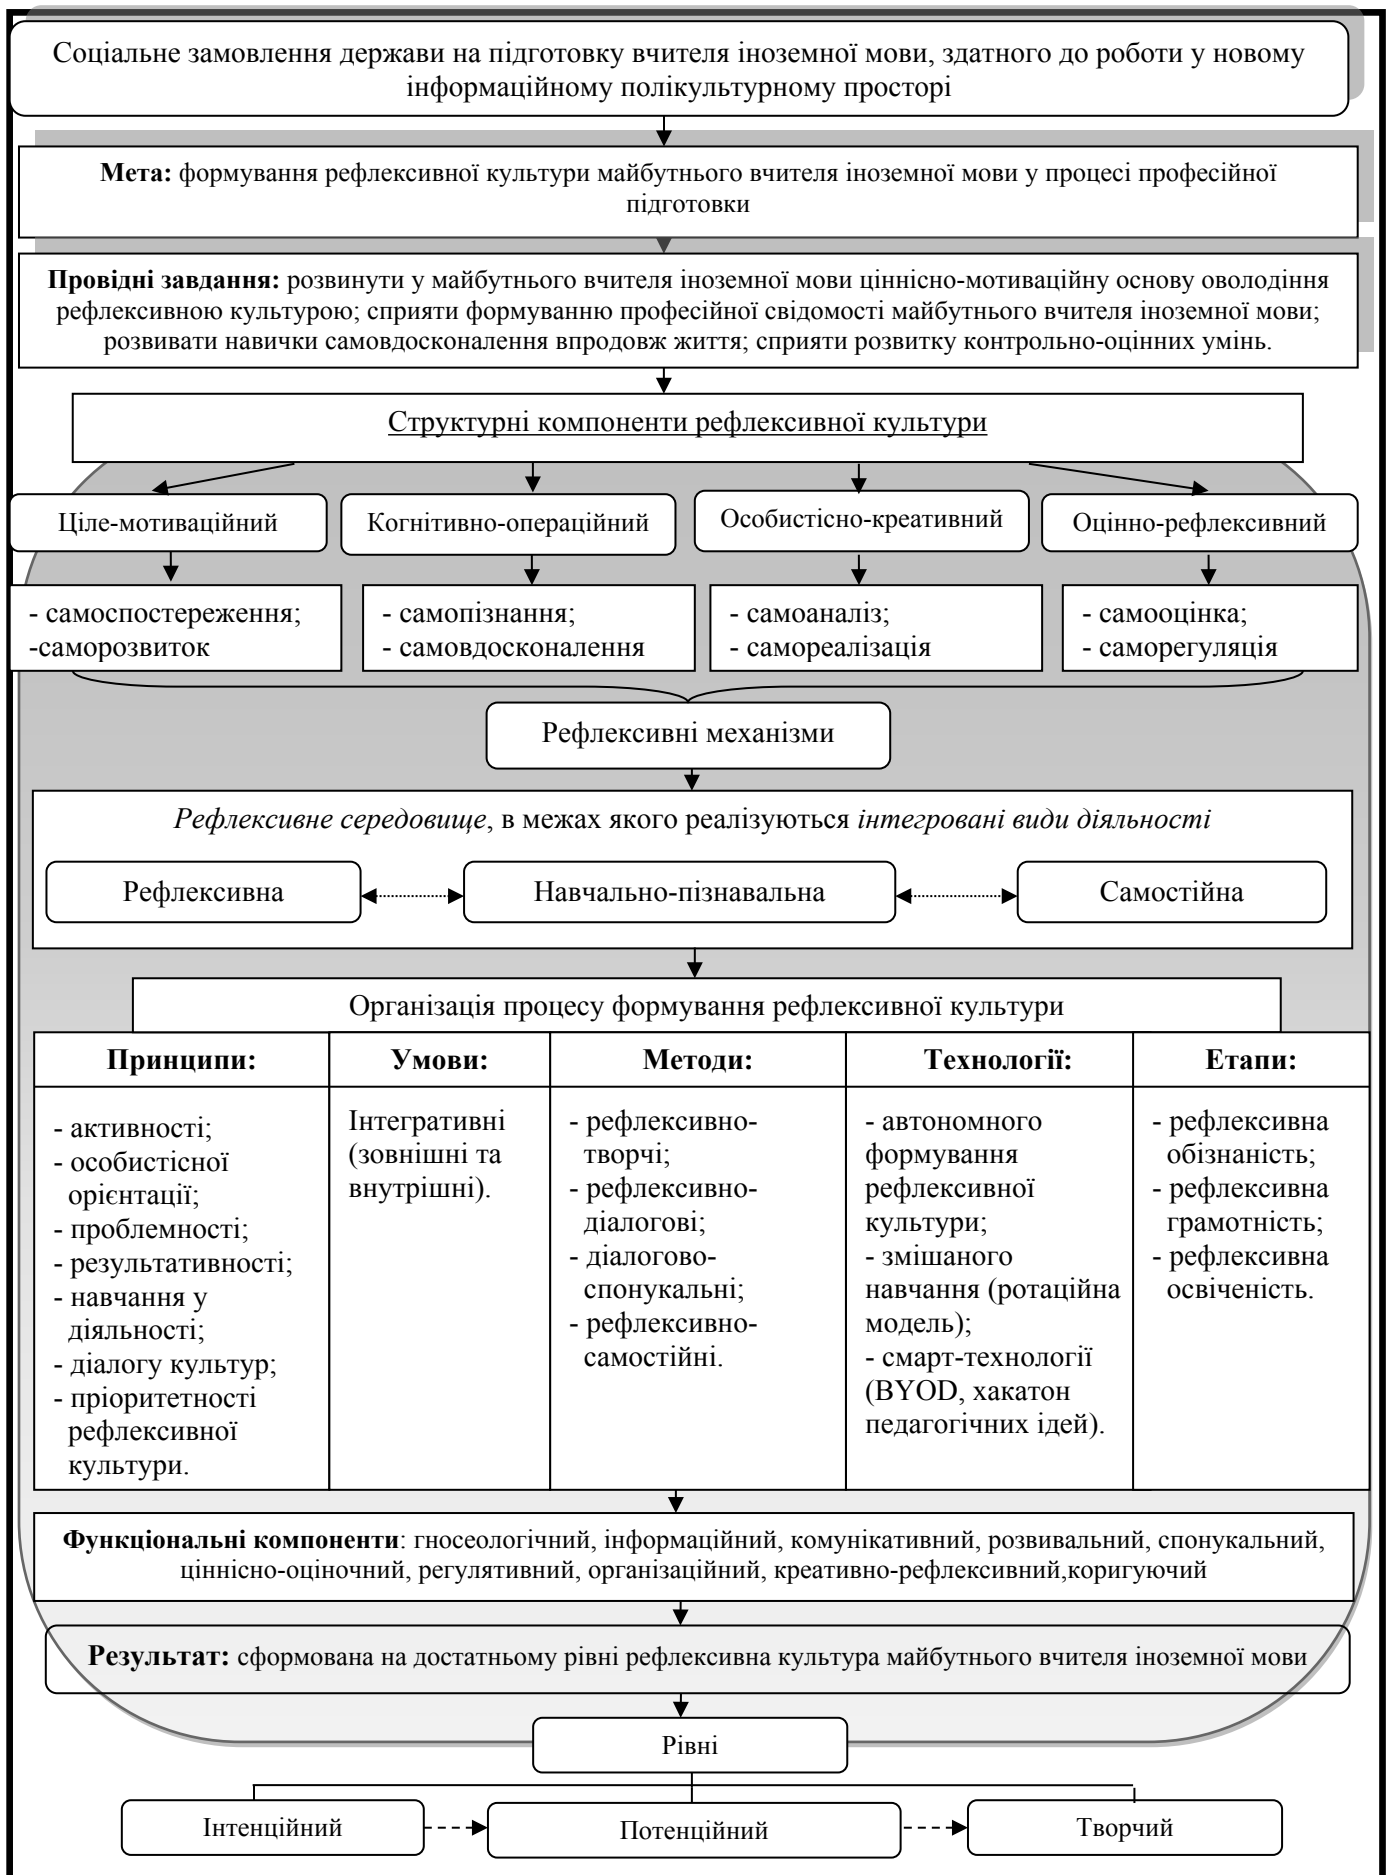 Соціальне замовлення держави на підготовку вчителя іноземної мови, здатного до роботи у новому
інформаційному полікультурному просторі
Мета: формування рефлексивної культури майбутнього вчителя іноземної мови у процесі професійної
підготовки
Провідні завдання: розвинути у майбутнього вчителя іноземної мови ціннісно-мотиваційну основу оволодіння
рефлексивною культурою; сприяти формуванню професійної свідомості майбутнього вчителя іноземної мови;
розвивати навички самовдосконалення впродовж життя; сприяти розвитку контрольно-оцінних умінь.
Структурні компоненти рефлексивної культури
Ціле-мотиваційний
Когнітивно-операційний
Особистісно-креативний
Оцінно-рефлексивний
- самоспостереження;
-саморозвиток
- самопізнання;
- самовдосконалення
- самоаналіз;
- самореалізація
- самооцінка;
- саморегуляція
Рефлексивні механізми
Рефлексивне середовище, в межах якого реалізуються інтегровані види діяльності
Рефлексивна
Навчально-пізнавальна
Самостійна
Організація процесу формування рефлексивної культури
Принципи:
- активності;
- особистісної
орієнтації;
- проблемності;
- результативності;
- навчання у
діяльності;
- діалогу культур;
- пріоритетності
рефлексивної
культури.
Умови:
Інтегративні
(зовнішні та
внутрішні).
Методи:
- рефлексивно-
творчі;
- рефлексивно-
діалогові;
- діалогово-
спонукальні;
- рефлексивно-
самостійні.
Технології:
- автономного
формування
рефлексивної
культури;
- змішаного
навчання (ротаційна
модель);
- смарт-технології
(BYOD, хакатон
педагогічних ідей).
Етапи:
- рефлексивна
обізнаність;
- рефлексивна
грамотність;
- рефлексивна
освіченість.
Функціональні компоненти: гносеологічний, інформаційний, комунікативний, розвивальний, спонукальний,
ціннісно-оціночний, регулятивний, організаційний, креативно-рефлексивний,коригуючий
Результат: сформована на достатньому рівні рефлексивна культура майбутнього вчителя іноземної мови
Рівні
Інтенційний
Потенційний
Творчий